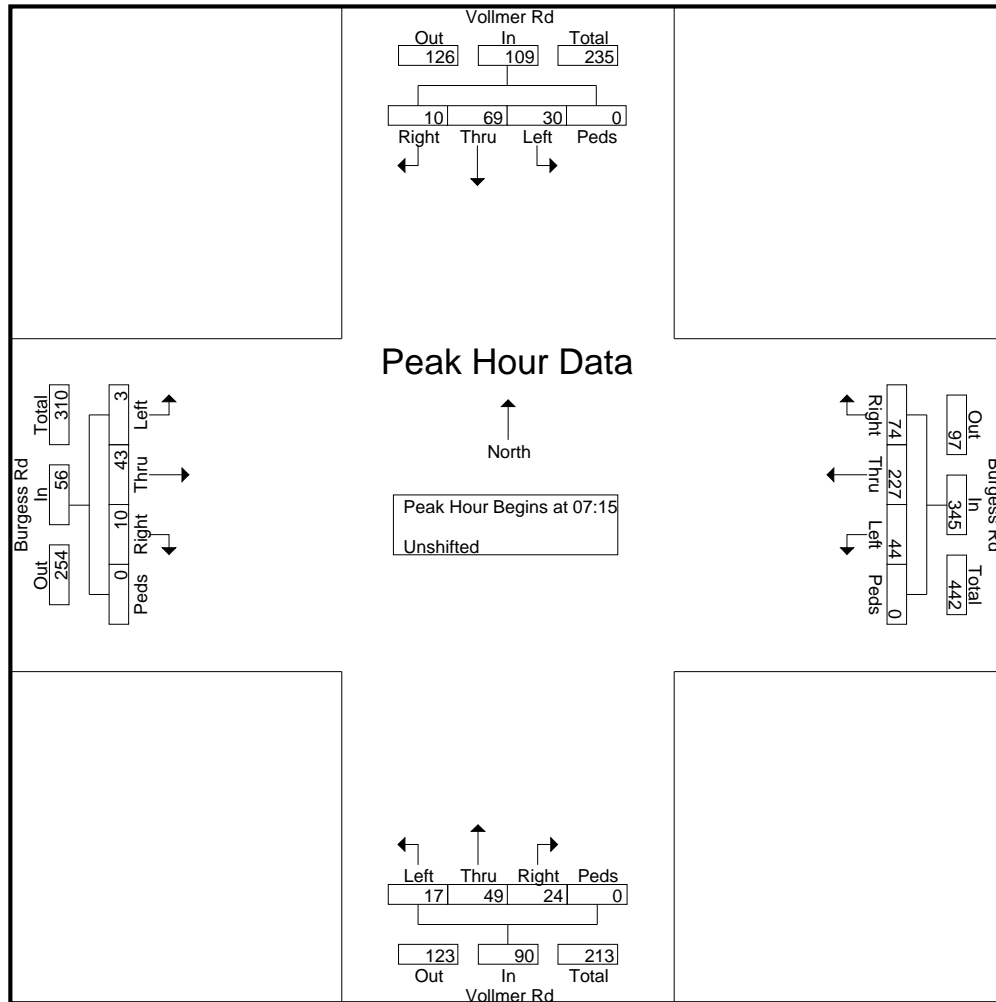 Vollmer Rd
Out In Total
126 109 235
10 69 30 0
Right Thru Left Peds
Peak Hour Data
North
Peak Hour Begins at 07:15
Unshifted
Burgess Rd
Out In Total
254 56 310
Left Thru Right Peds
3 43 10 0
Burgess Rd
Out In Total
97 345 442
Right Thru Left Peds
74 227 44 0
Left Thru Right Peds
17 49 24 0
123 90 213
Out In Total
Vollmer Rd